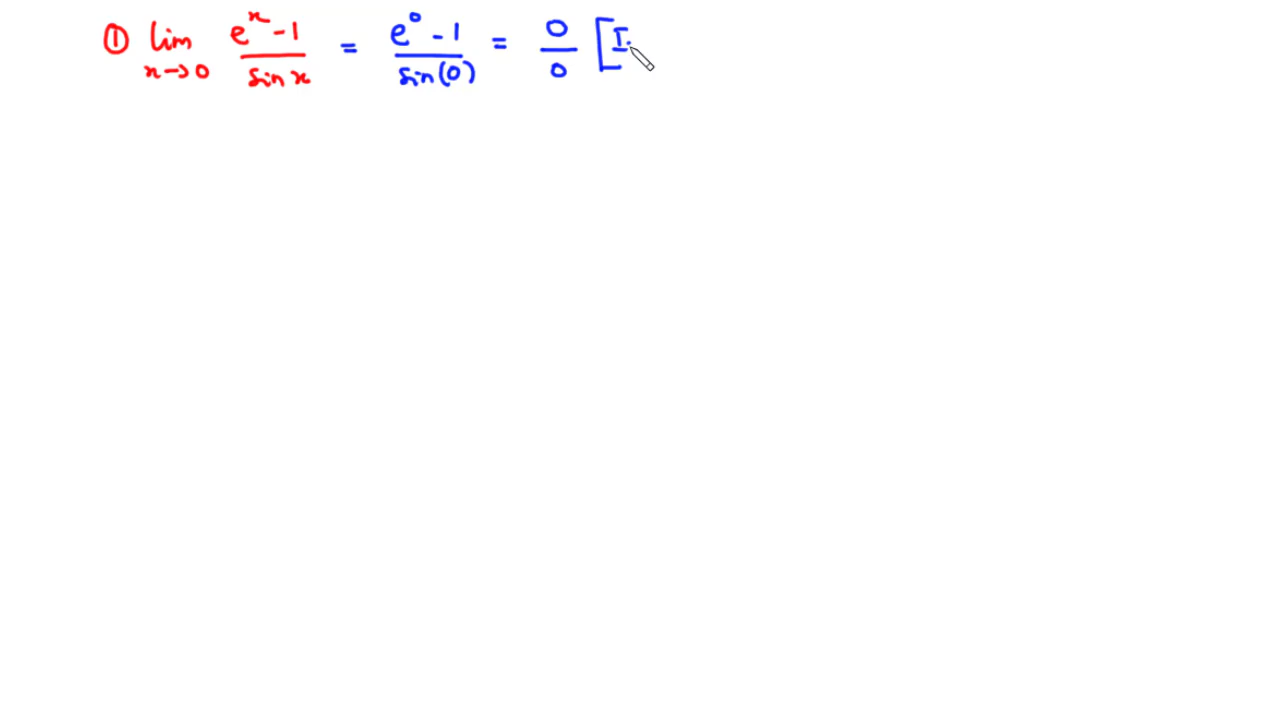 ① lim x→0 (e^x - 1)/(sin x) = (e^0 - 1)/(sin(0)) = 0/0 [I.